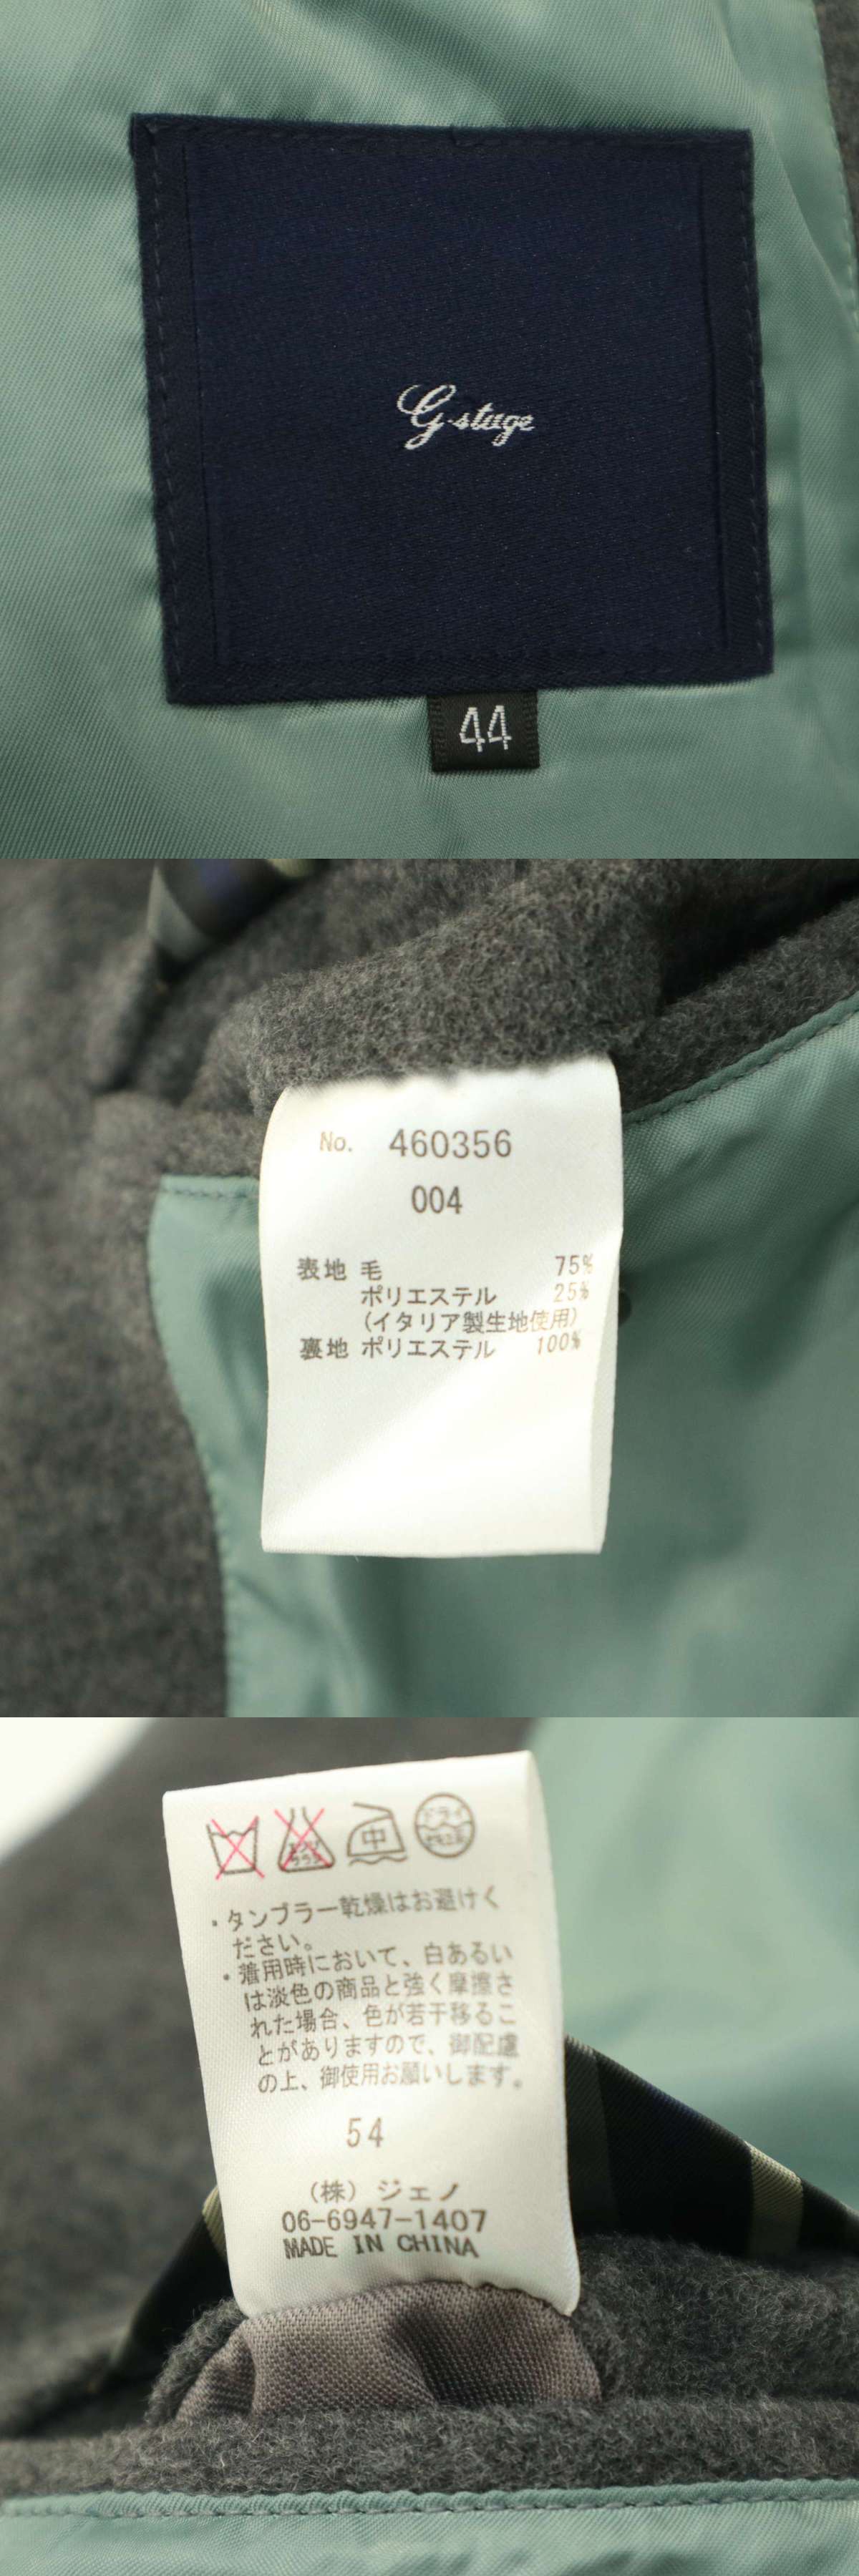 G-stage
44
No. 460356
004
表地 毛 75%
ポリエステル 25%
(イタリア製生地使用)
裏地 ポリエステル 100%
中
ドライ
・タンブラー乾燥はお避けく
ださい。
・着用時において、白あるい
は淡色の商品と強く摩擦さ
れた場合、色が若干移るこ
とがありますので、御配慮
の上、御使用お願いします。
54
(株) ジェノ
06-6947-1407
MADE IN CHINA